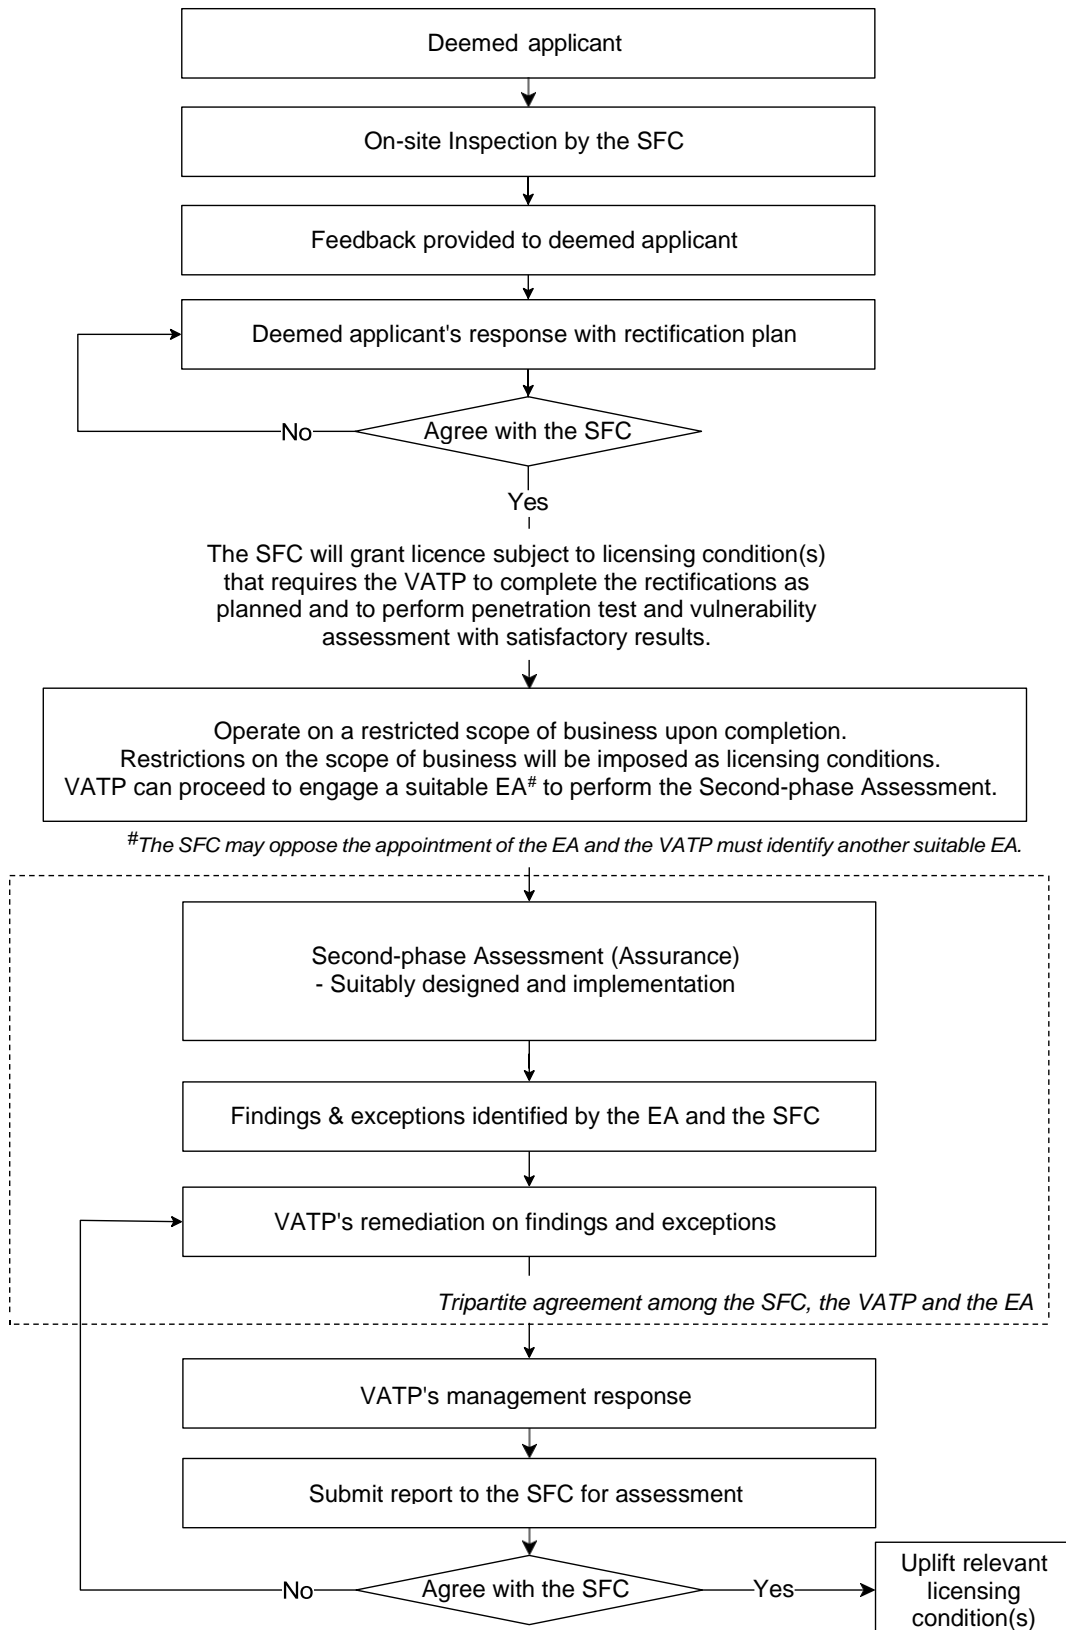 Deemed applicant
On-site Inspection by the SFC
Feedback provided to deemed applicant
Deemed applicant's response with rectification plan
Agree with the SFC
No
Yes
The SFC will grant licence subject to licensing condition(s)
that requires the VATP to complete the rectifications as
planned and to perform penetration test and vulnerability
assessment with satisfactory results.
Operate on a restricted scope of business upon completion.
Restrictions on the scope of business will be imposed as licensing conditions.
VATP can proceed to engage a suitable EA# to perform the Second-phase Assessment.
#The SFC may oppose the appointment of the EA and the VATP must identify another suitable EA.
Second-phase Assessment (Assurance)
- Suitably designed and implementation
Findings & exceptions identified by the EA and the SFC
VATP's remediation on findings and exceptions
Tripartite agreement among the SFC, the VATP and the EA
VATP's management response
Submit report to the SFC for assessment
No
Agree with the SFC
Yes
Uplift relevant
licensing
condition(s)